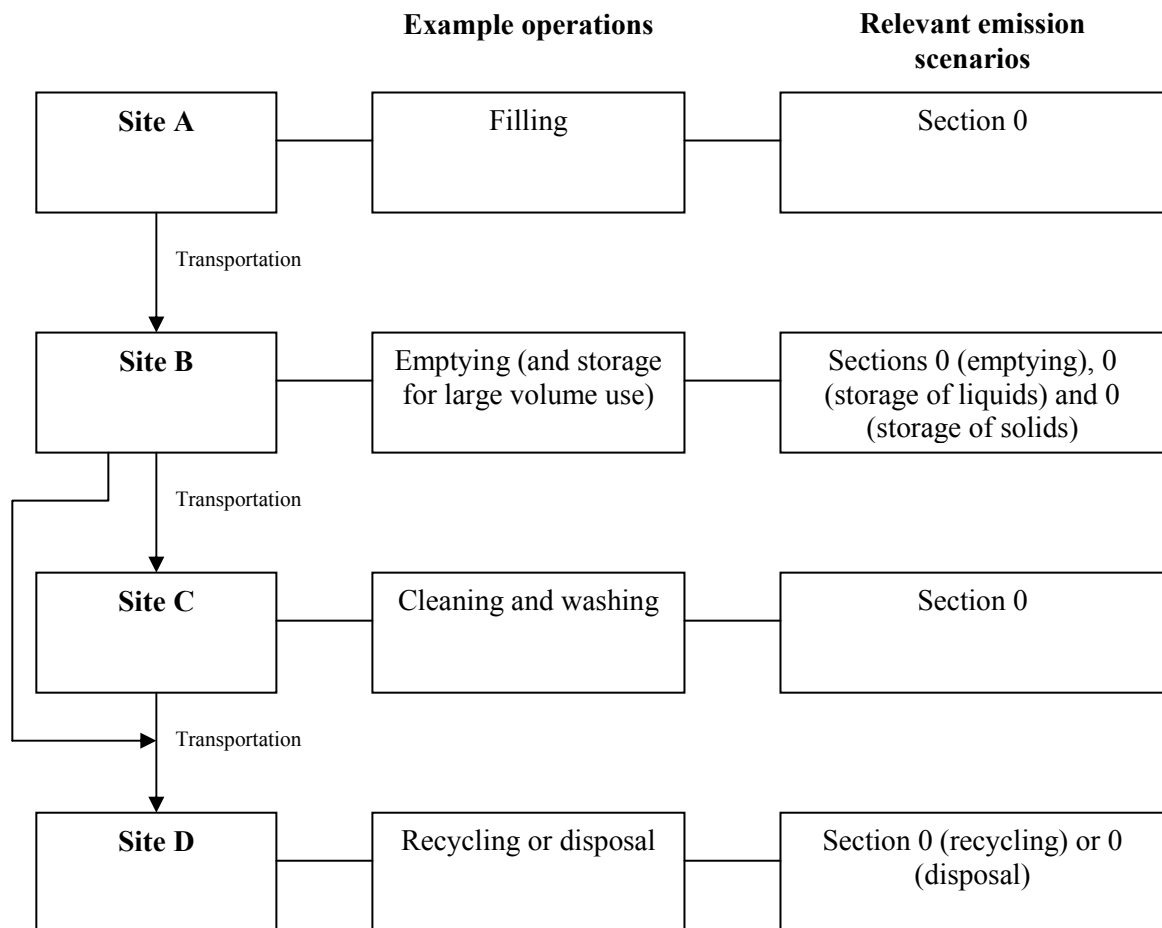 Example operations
Relevant emission
scenarios
Site A
Filling
Section 0
Transportation
Site B
Emptying (and storage
for large volume use)
Sections 0 (emptying), 0
(storage of liquids) and 0
(storage of solids)
Transportation
Site C
Cleaning and washing
Section 0
Transportation
Site D
Recycling or disposal
Section 0 (recycling) or 0
(disposal)